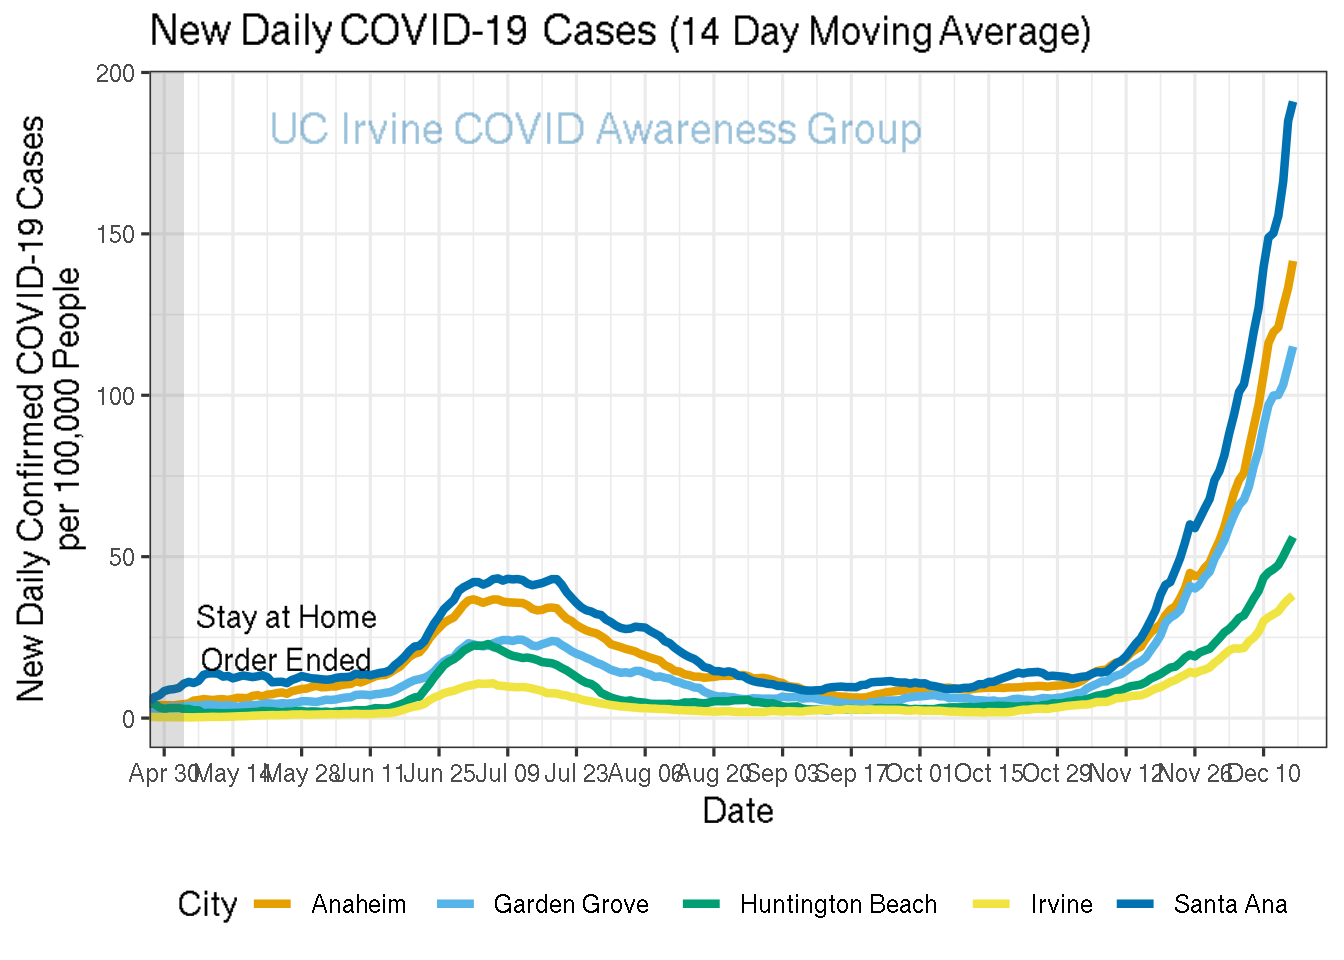 New Daily COVID-19 Cases (14 Day Moving Average)
UC Irvine COVID Awareness Group
New Daily Confirmed COVID-19 Cases
per 100,000 People
200
150
100
50
0
Stay at Home
Order Ended
Apr 30 May 14 May 28 Jun 11 Jun 25 Jul 09 Jul 23 Aug 06 Aug 20 Sep 03 Sep 17 Oct 01 Oct 15 Oct 29 Nov 12 Nov 26 Dec 10
Date
City Anaheim Garden Grove Huntington Beach Irvine Santa Ana